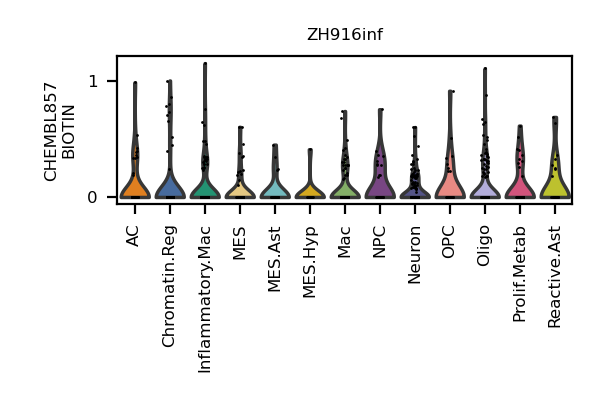 ZH916inf
CHEMBL857
BIOTIN
1
0
AC
Chromatin.Reg
Inflammatory.Mac
MES
MES.Ast
MES.Hyp
Mac
NPC
Neuron
OPC
Oligo
Prolif.Metab
Reactive.Ast